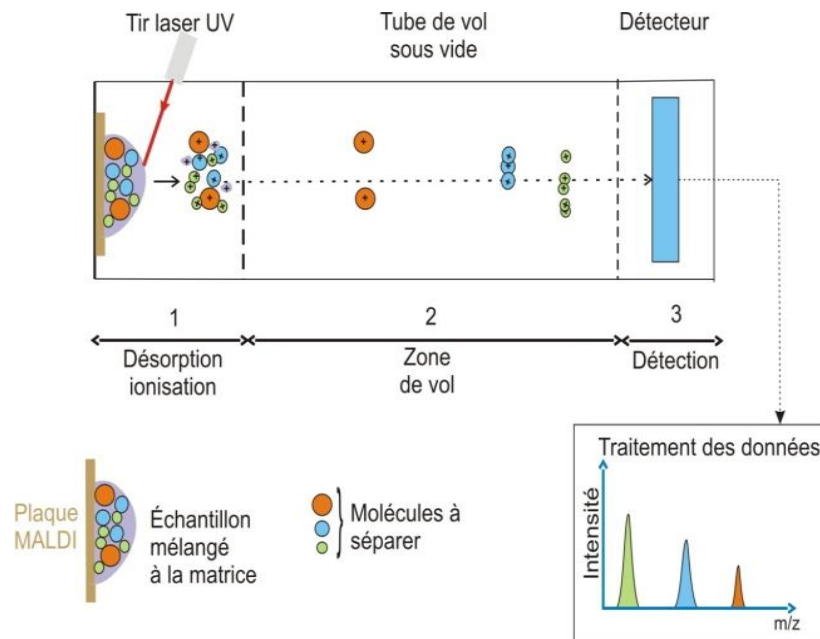 Tir laser UV
Tube de vol
sous vide
Détecteur
1
2
3
Désorption
ionisation
Zone
de vol
Détection
Plaque
MALDI
Échantillon
mélangé
à la matrice
Molécules à
séparer
Traitement des données
Intensité
m/z